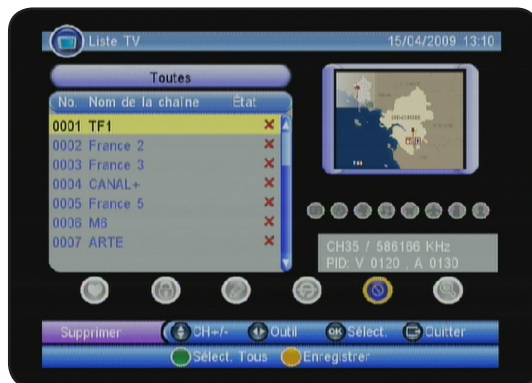 Liste TV
15/04/2009 13:10
Toutes
No. Nom de la chaîne État
0001 TF1
0002 France 2
0003 France 3
0004 CANAL+
0005 France 5
0006 M6
0007 ARTE
CH35 / 586166 KHz
PID: V 0120 , A 0130
Supprimer CH+/- Outil OK Sélect. Quitter
Sélect. Tous Enregistrer